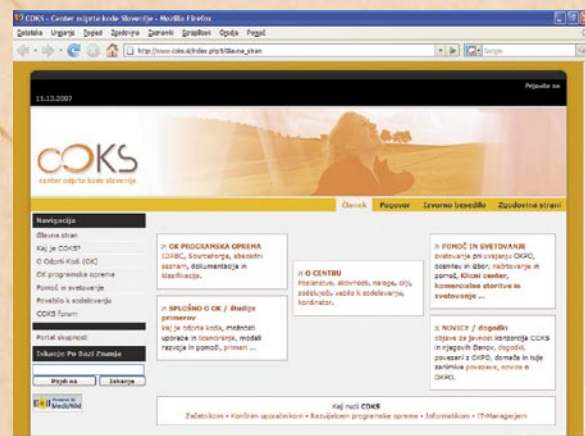 COKS - Center odprte kode Slovenije - Mozilla Firefox
Datoteka Urejanje Pogled Zgodovina Zaznamki ScrapBook Orodja Pomoč
http://www.coks.si/index.php5/Glavna_stran
Google
Prijavite se
11.12.2007
COKS
center odprte kode slovenije
Članek Pogovor Izvorno besedilo Zgodovina strani
Navigacija
Glavna stran
Kaj je COKS?
O Odprti Kodi (OK)
OK programska oprema
Pomoč in svetovanje
Povabilo k sodelovanju
COKS forum
Portal skupnosti
Iskanje Po Bazi Znanja
Pojdi na Iskanje
MediaWiki
OK PROGRAMSKA OPREMA
IDABC, Sourceforge, abecedni
seznam, dokumentacija in
klasifikacija.
SPLOŠNO O OK / študije
primerov
kaj je odprta koda, možnosti
uporabe in licenciranje, modeli
razvoja in pomoči, primeri ...
O CENTRU
Poslanstvo, aktivnosti, naloge, cilji,
zadolžitve, vabilo k sodelovanju,
kordinator.
POMOČ IN SVETOVANJE
svetovanje pri uvajanju OKPO,
ocenitev in izbor, načrtovanje in
pomoč, Klicni center,
komercialne storitve in
svetovanje ...
NOVICE / dogodki
objave za javnost konzorcija COKS
in njegovih članov, dogodki,
povezani z OKPO, domače in tuje
zanimive povezave, novice o
OKPO.
Kaj nudi COKS
Začetnikom • Končnim uporabnikom • Razvijalcem programske opreme • Informatikom • IT-Managerjem